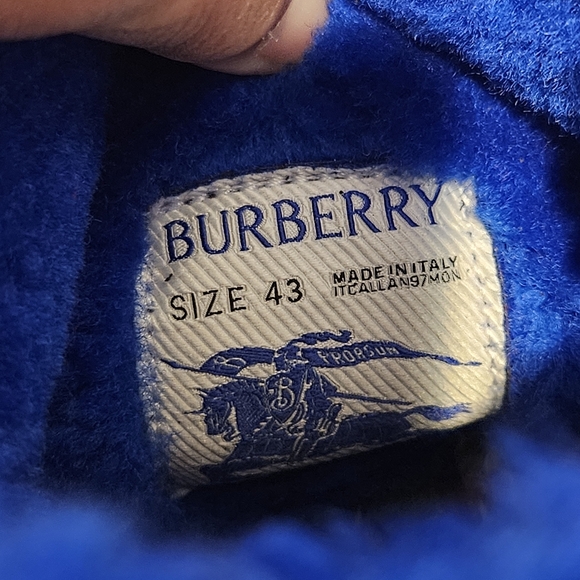 BURBERRY
SIZE 43
MADE IN ITALY
ITCALLAN97MON
PRORSUM
B